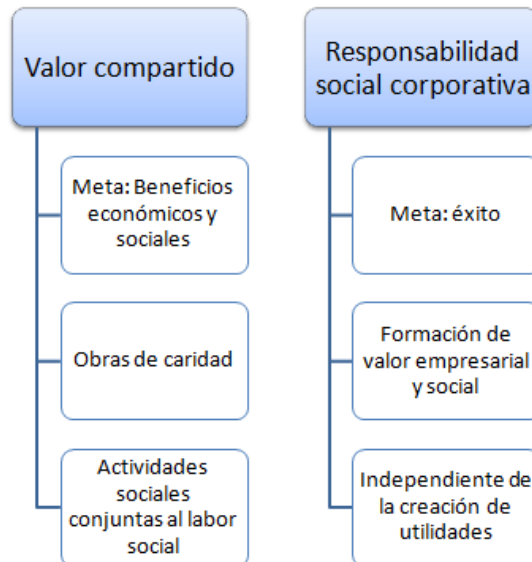 Valor compartido
Meta: Beneficios
económicos y
sociales
Obras de caridad
Actividades
sociales
conjuntas al labor
social
Responsabilidad
social corporativa
Meta: éxito
Formación de
valor empresarial
y social
Independiente de
la creación de
utilidades